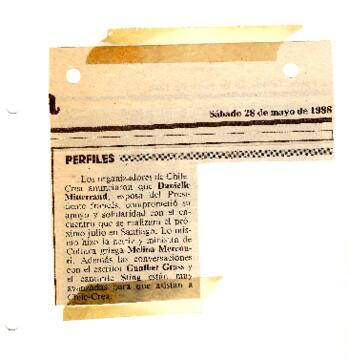 a
Sábado 28 de mayo de 1988
PERFILES
Los organizadores de Chile
Crea anunciaron que Danielle
Mitterrand, esposa del Presi-
dente francés, comprometió su
apoyo y solidaridad con el en-
cuentro que se realizará el pró-
ximo julio en Santiago. Lo mis-
mo hizo la actriz y ministra de
Cultura griega Melina Mercou-
ri. Además las conversaciones
con el escritor Gunther Grass y
el cantante Sting están muy
avanzadas para que asistan a
Chile-Crea.